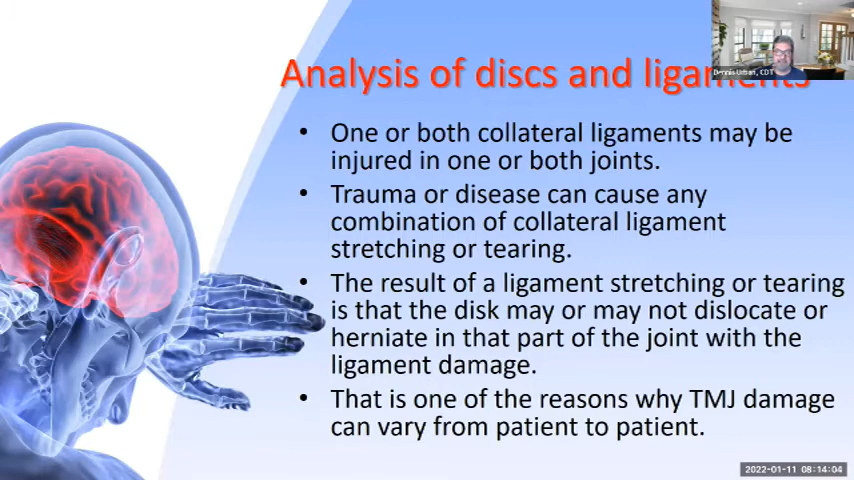 Analysis of discs and ligaments
Dennis Urban, CDT
• One or both collateral ligaments may be
injured in one or both joints.
• Trauma or disease can cause any
combination of collateral ligament
stretching or tearing.
• The result of a ligament stretching or tearing
is that the disk may or may not dislocate or
herniate in that part of the joint with the
ligament damage.
• That is one of the reasons why TMJ damage
can vary from patient to patient.
2022-01-11 08:14:04